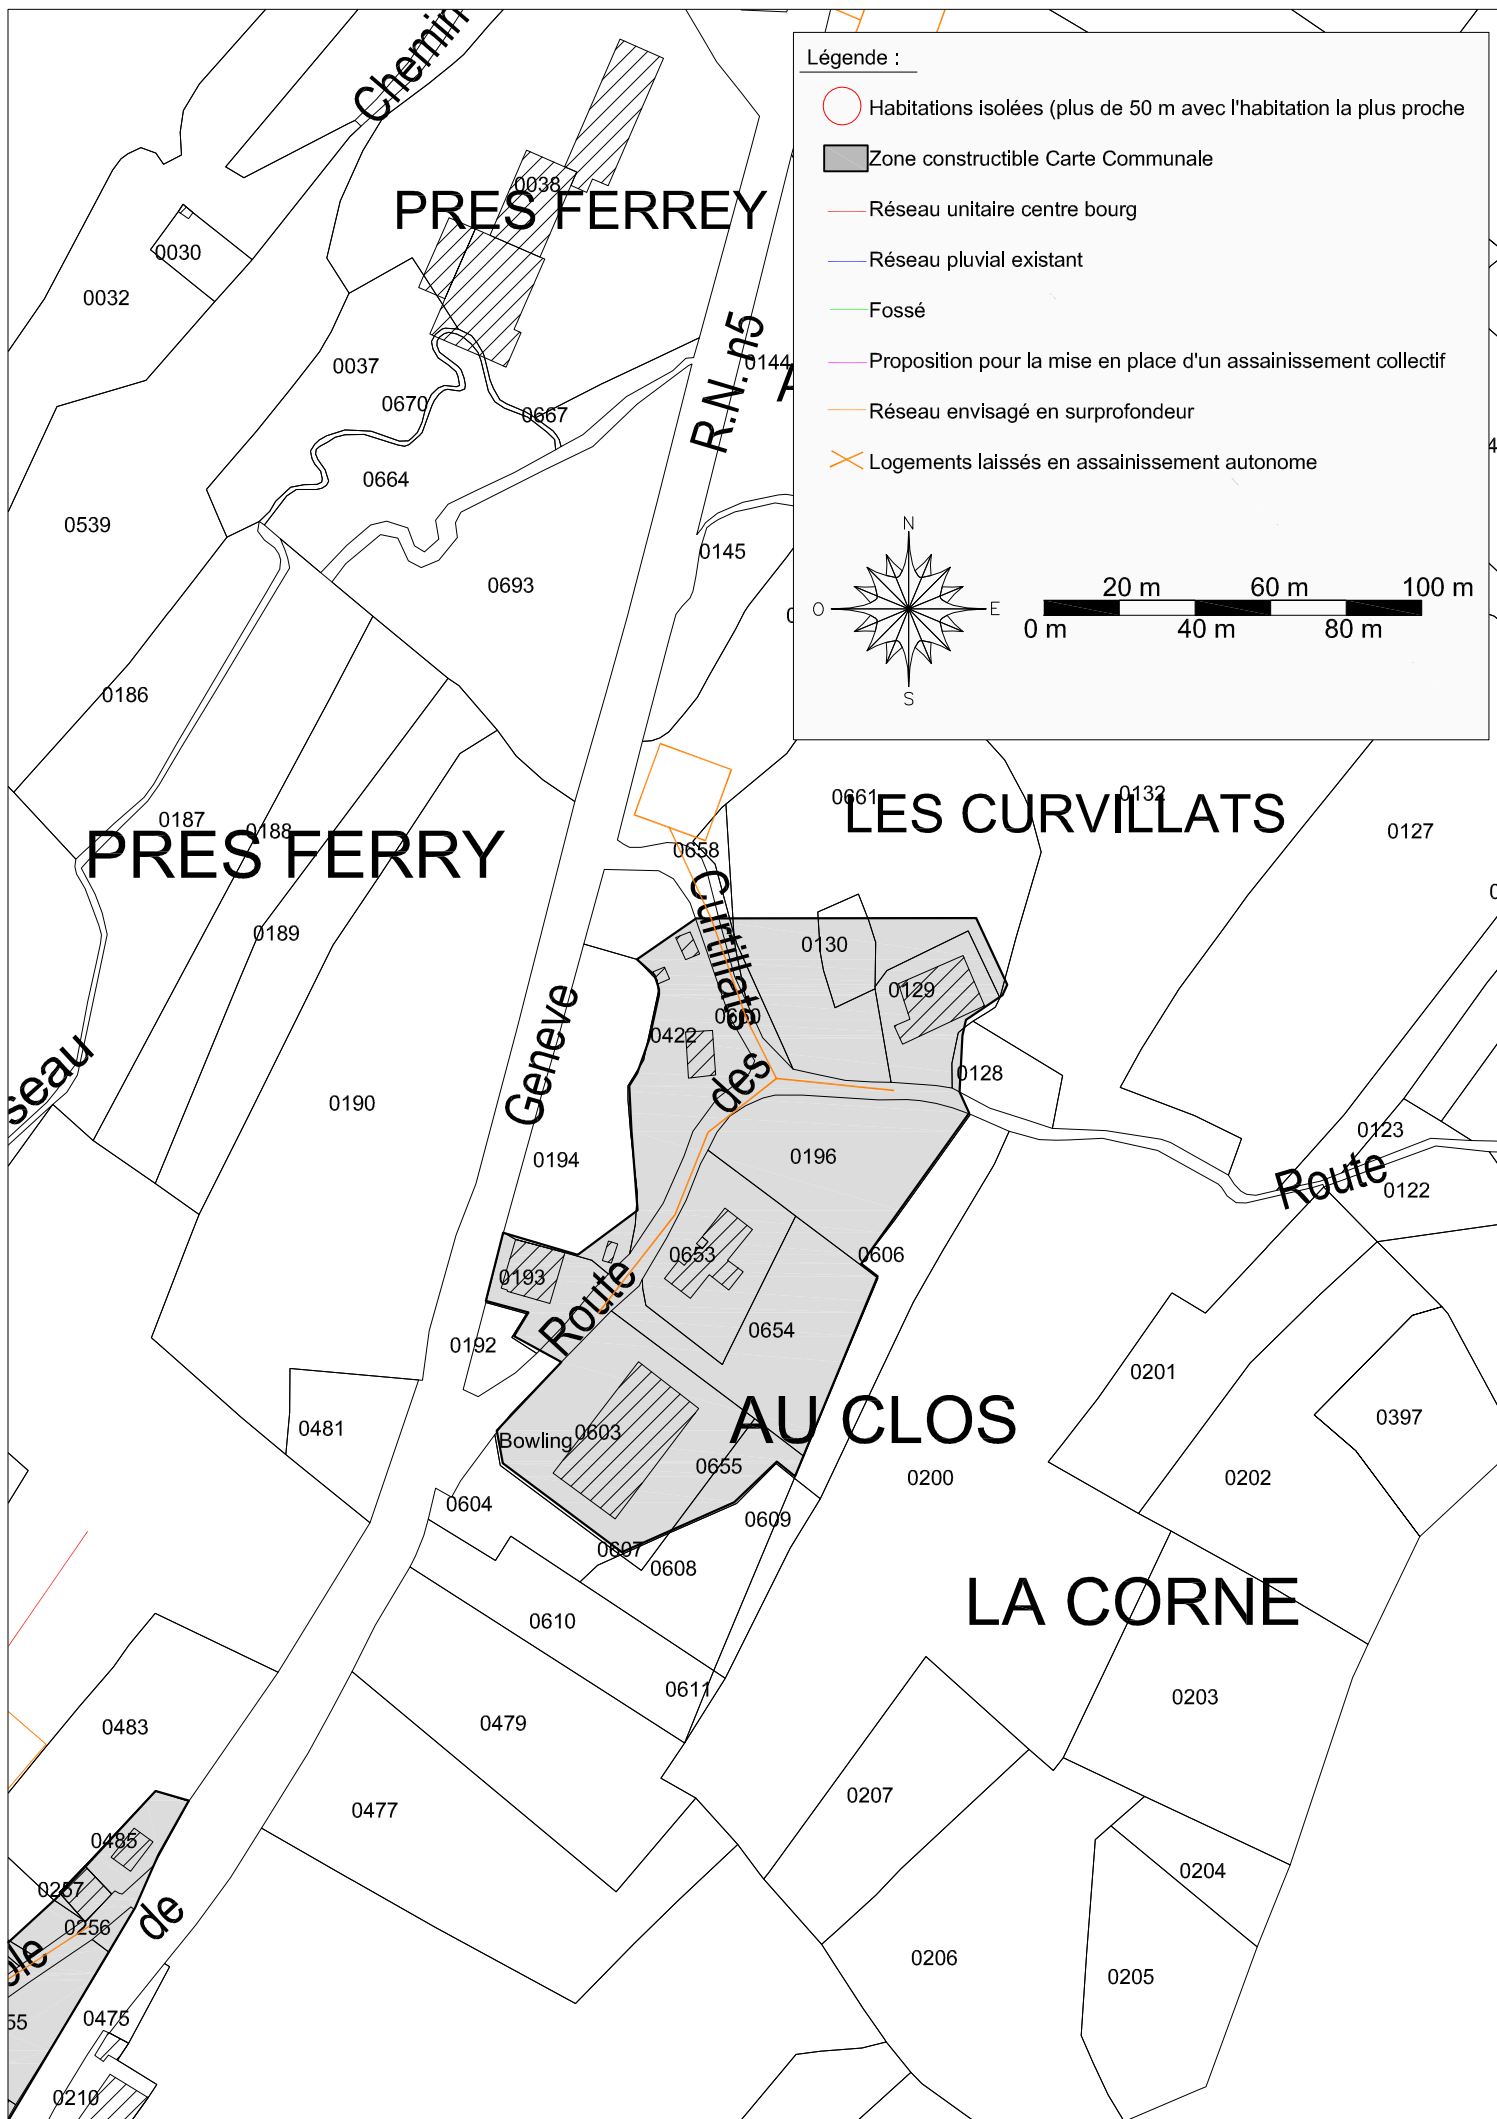 Chemin
Légende :
Habitations isolées (plus de 50 m avec l'habitation la plus proche
Zone constructible Carte Communale
Réseau unitaire centre bourg
Réseau pluvial existant
Fossé
Proposition pour la mise en place d'un assainissement collectif
Réseau envisagé en surprofondeur
Logements laissés en assainissement autonome
N
O
E
S
20 m 60 m 100 m
0 m 40 m 80 m
0038
PRES FERREY
0030
0032
R.N. n5
0144
0037
0670
0667
0664
0539
0145
0693
0186
0661
0132
LES CURVILLATS
0127
0187
0188
PRES FERRY
0658
Curtillats
0189
0130
0129
Geneve
0660
0422
seau
des
0128
0190
0123
0194
0196
Route
0122
0653
0606
0193
Route
0654
0192
0201
AU CLOS
0397
0481
Bowling
0603
0655
0200
0202
0604
0609
0607
0608
LA CORNE
0610
0611
0203
0483
0479
0207
0477
0485
0204
0257
de
0256
0206
0205
55
0475
0210